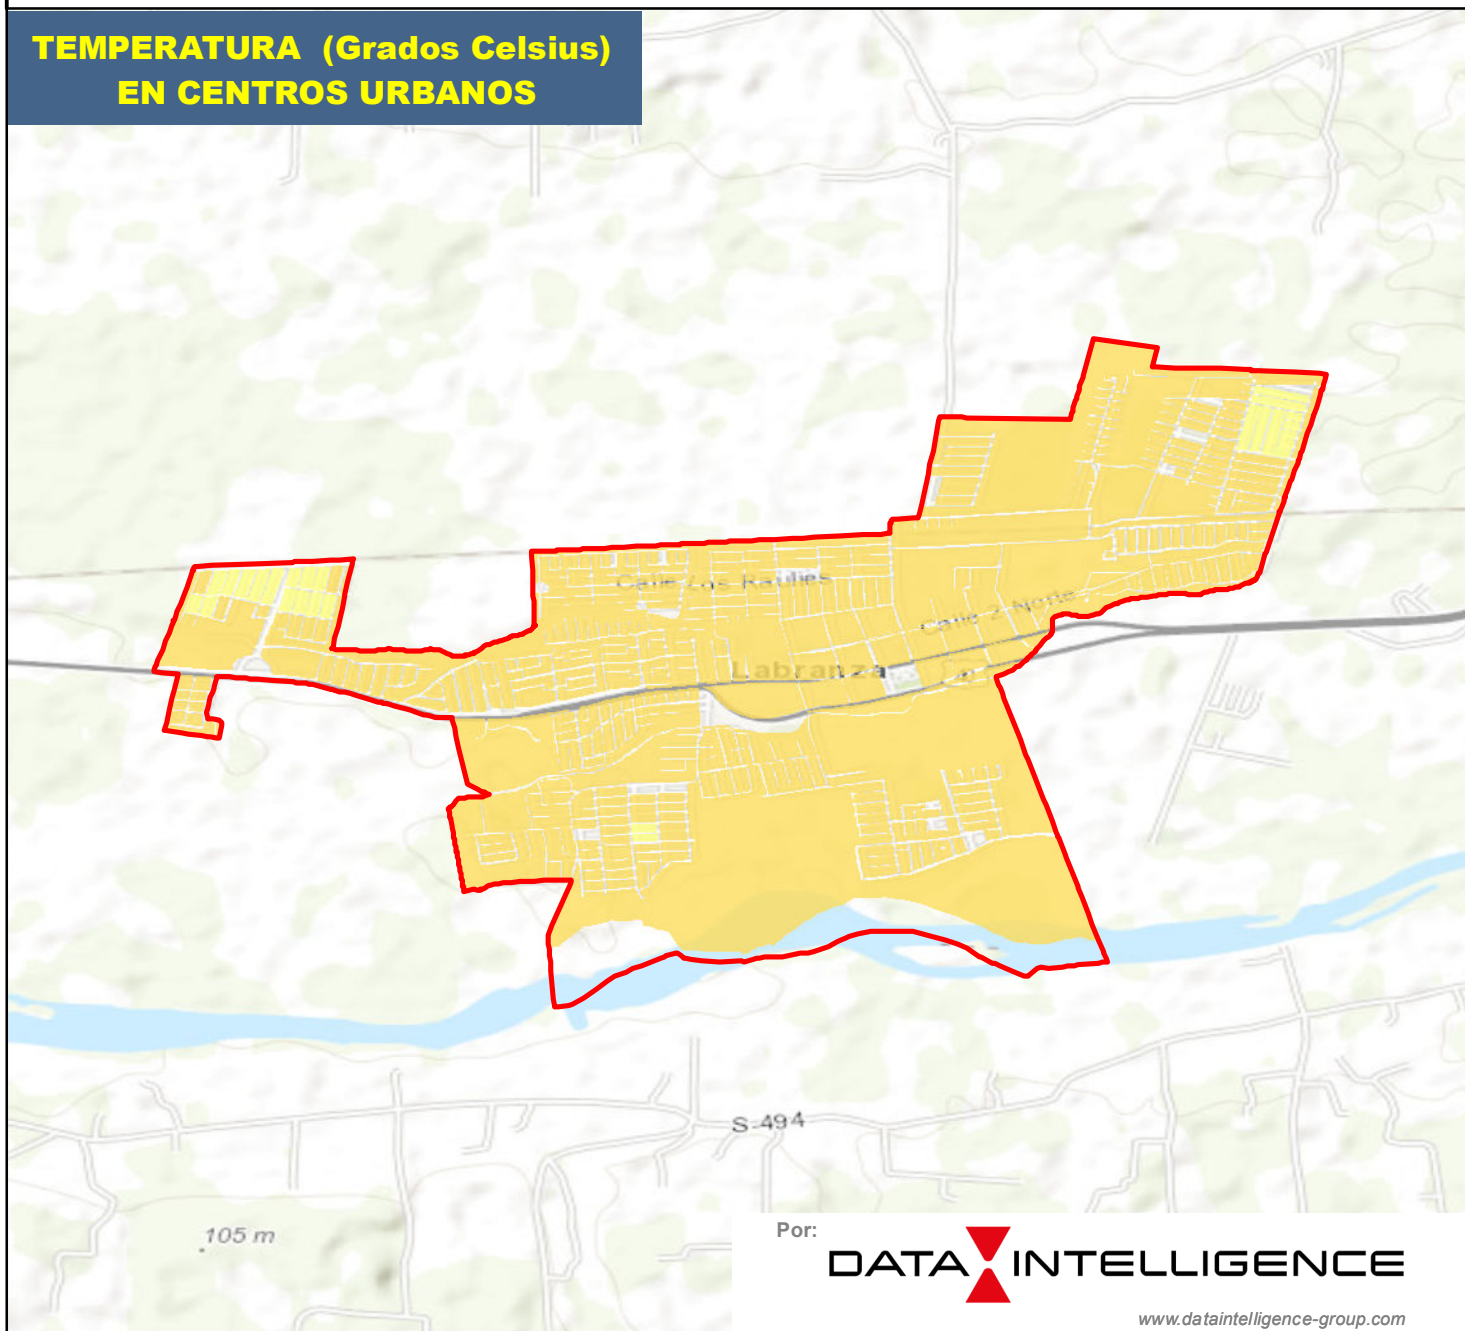 TEMPERATURA (Grados Celsius)
EN CENTROS URBANOS
Calle Los Raulíes
Calle 2 Norte
Labranza
S-494
105 m
Por:
DATA INTELLIGENCE
www.dataintelligence-group.com